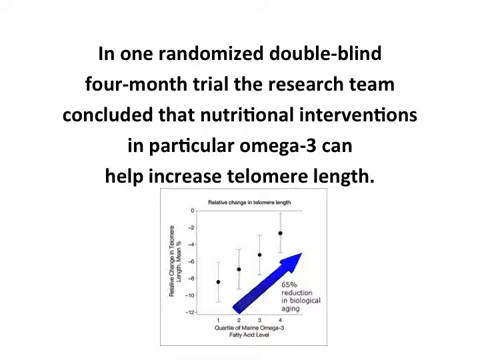 In one randomized double-blind
four-month trial the research team
concluded that nutritional interventions
in particular omega-3 can
help increase telomere length.
Relative change in telomere length
Relative Change in Telomere
Length, Mean %
0
−2
−4
−6
−8
−10
−12
65%
reduction
in biological
aging
1 2 3 4
Quartile of Marine Omega-3
Fatty Acid Level